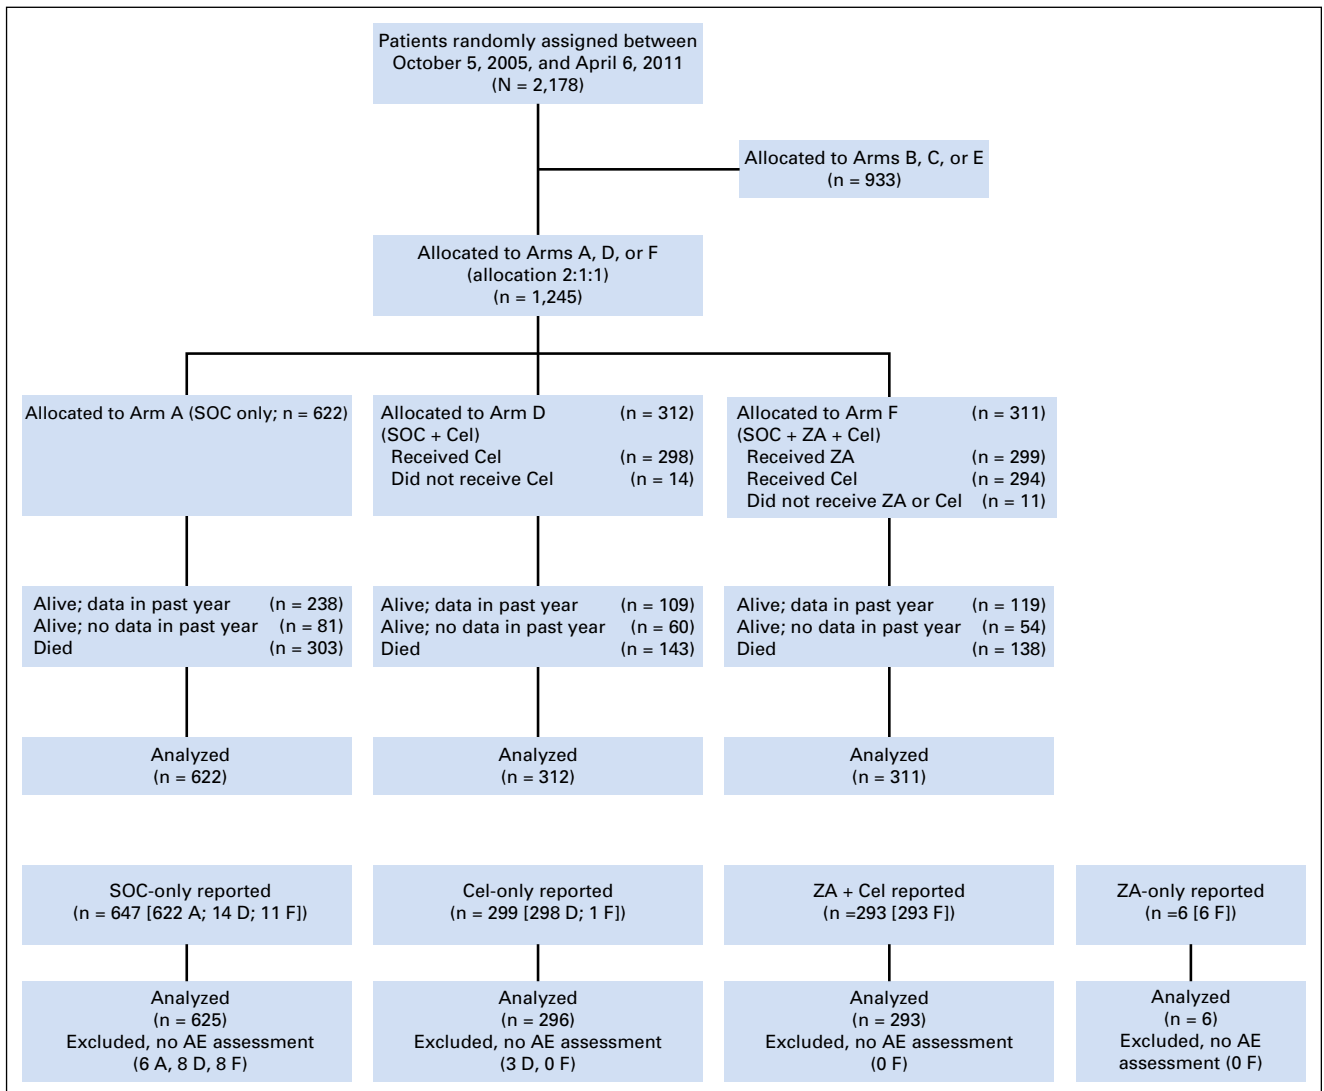 Patients randomly assigned between
October 5, 2005, and April 6, 2011
(N = 2,178)
Allocated to Arms B, C, or E
(n = 933)
Allocated to Arms A, D, or F
(allocation 2:1:1)
(n = 1,245)
Allocated to Arm A (SOC only; n = 622)
Allocated to Arm D (n = 312)
(SOC + Cel)
Received Cel (n = 298)
Did not receive Cel (n = 14)
Allocated to Arm F (n = 311)
(SOC + ZA + Cel)
Received ZA (n = 299)
Received Cel (n = 294)
Did not receive ZA or Cel (n = 11)
Alive; data in past year (n = 238)
Alive; no data in past year (n = 81)
Died (n = 303)
Alive; data in past year (n = 109)
Alive; no data in past year (n = 60)
Died (n = 143)
Alive; data in past year (n = 119)
Alive; no data in past year (n = 54)
Died (n = 138)
Analyzed
(n = 622)
Analyzed
(n = 312)
Analyzed
(n = 311)
SOC-only reported
(n = 647 [622 A; 14 D; 11 F])
Cel-only reported
(n = 299 [298 D; 1 F])
ZA + Cel reported
(n =293 [293 F])
ZA-only reported
(n =6 [6 F])
Analyzed
(n = 625)
Excluded, no AE assessment
(6 A, 8 D, 8 F)
Analyzed
(n = 296)
Excluded, no AE assessment
(3 D, 0 F)
Analyzed
(n = 293)
Excluded, no AE assessment
(0 F)
Analyzed
(n = 6)
Excluded, no AE
assessment (0 F)